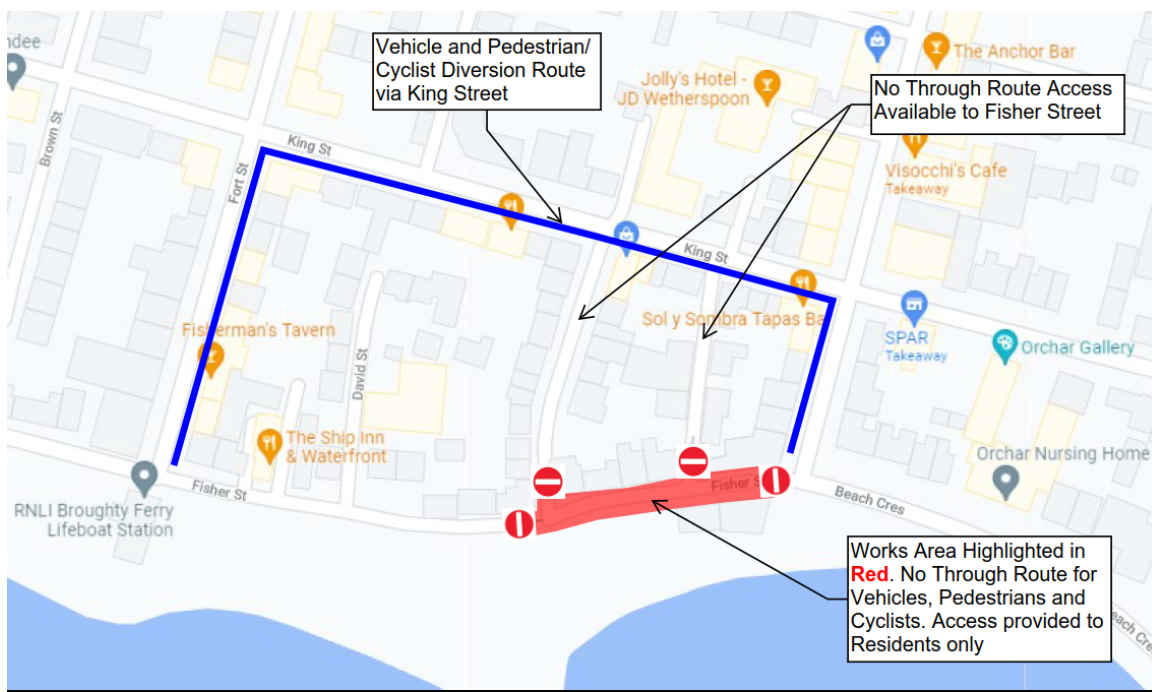 ndee
Vehicle and Pedestrian/
Cyclist Diversion Route
via King Street
The Anchor Bar
Jolly's Hotel -
JD Wetherspoon
No Through Route Access
Available to Fisher Street
Brown St
King St
Fort St
Visocchi's Cafe
Takeaway
King St
Sol y Sombra Tapas Ba
Fisherman's Tavern
SPAR
Takeaway
Orchar Gallery
David St
The Ship Inn
& Waterfront
Orchar Nursing Home
Fisher St
Fisher S
Beach Cres
RNLI Broughty Ferry
Lifeboat Station
Works Area Highlighted in
Red. No Through Route for
Vehicles, Pedestrians and
Cyclists. Access provided to
Residents only
each Cres